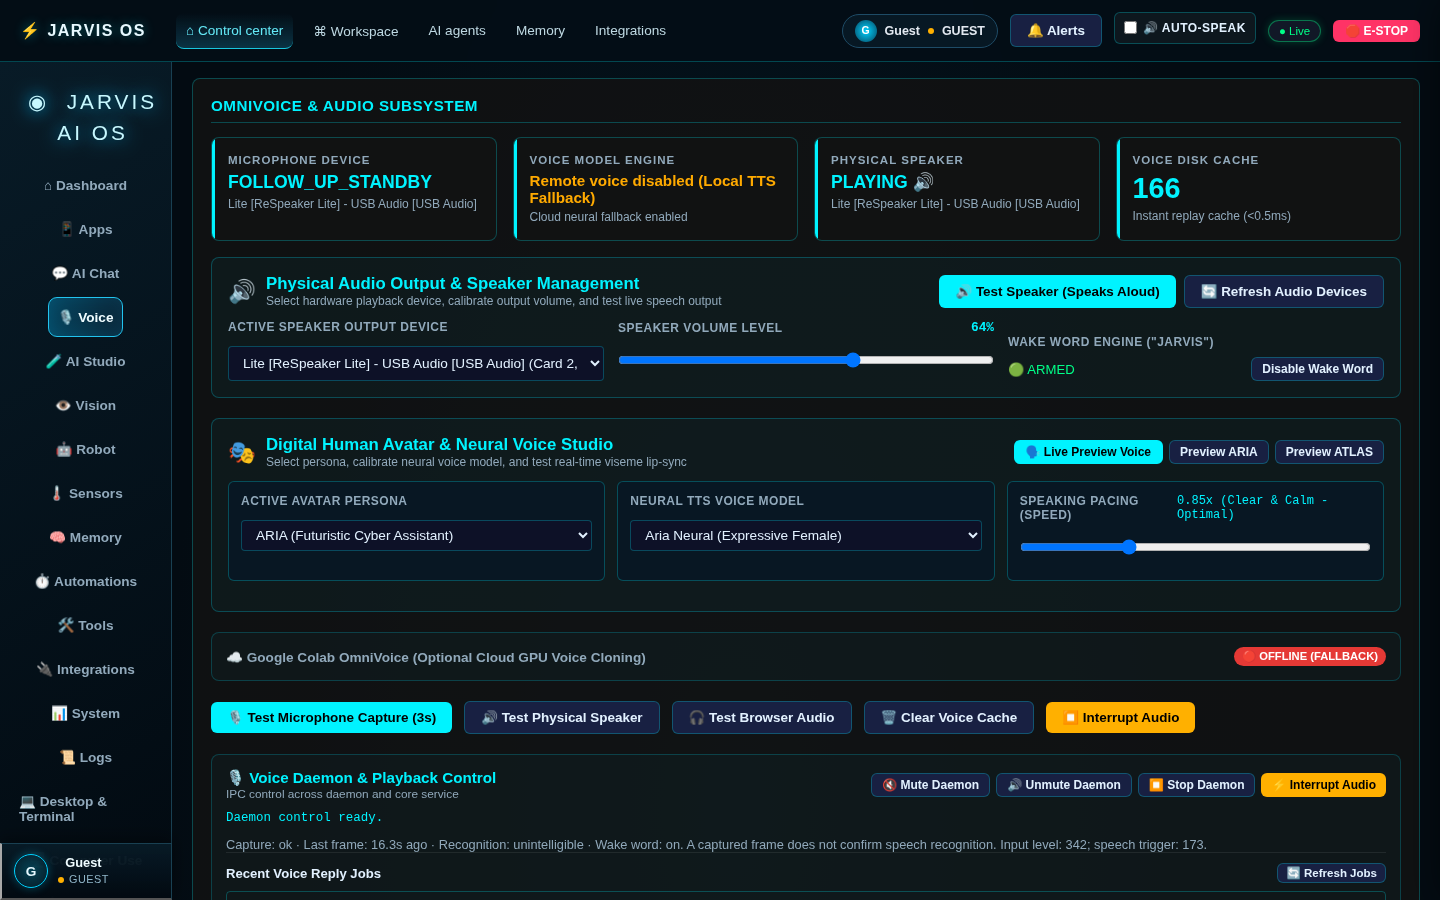 ⚡ JARVIS OS
⌂ Control center
⌘ Workspace
AI agents
Memory
Integrations
G Guest ● GUEST
🔔 Alerts
🔊 AUTO-SPEAK
● Live
🛑 E-STOP
◉ JARVIS
AI OS
⌂ Dashboard
📱 Apps
💬 AI Chat
🎙️ Voice
🧪 AI Studio
👁️ Vision
🤖 Robot
🌡️ Sensors
🧠 Memory
⏱️ Automations
🛠️ Tools
🔌 Integrations
📊 System
📜 Logs
💻 Desktop &
Terminal
G
Guest
● GUEST
OMNIVOICE & AUDIO SUBSYSTEM
MICROPHONE DEVICE
FOLLOW_UP_STANDBY
Lite [ReSpeaker Lite] - USB Audio [USB Audio]
VOICE MODEL ENGINE
Remote voice disabled (Local TTS
Fallback)
Cloud neural fallback enabled
PHYSICAL SPEAKER
PLAYING 🔊
Lite [ReSpeaker Lite] - USB Audio [USB Audio]
VOICE DISK CACHE
166
Instant replay cache (<0.5ms)
🔊 Physical Audio Output & Speaker Management
Select hardware playback device, calibrate output volume, and test live speech output
🔊 Test Speaker (Speaks Aloud)
🔄 Refresh Audio Devices
ACTIVE SPEAKER OUTPUT DEVICE
Lite [ReSpeaker Lite] - USB Audio [USB Audio] (Card 2,
SPEAKER VOLUME LEVEL
64%
WAKE WORD ENGINE ("JARVIS")
🟢 ARMED
Disable Wake Word
🎭 Digital Human Avatar & Neural Voice Studio
Select persona, calibrate neural voice model, and test real-time viseme lip-sync
🗣️ Live Preview Voice
Preview ARIA
Preview ATLAS
ACTIVE AVATAR PERSONA
ARIA (Futuristic Cyber Assistant)
NEURAL TTS VOICE MODEL
Aria Neural (Expressive Female)
SPEAKING PACING
(SPEED)
0.85x (Clear & Calm -
Optimal)
☁️ Google Colab OmniVoice (Optional Cloud GPU Voice Cloning)
🔴 OFFLINE (FALLBACK)
🎙️ Test Microphone Capture (3s)
🔊 Test Physical Speaker
🎧 Test Browser Audio
🗑️ Clear Voice Cache
⏹️ Interrupt Audio
🎙️ Voice Daemon & Playback Control
IPC control across daemon and core service
🔇 Mute Daemon
🔊 Unmute Daemon
⏹️ Stop Daemon
⚡ Interrupt Audio
Daemon control ready.
Capture: ok · Last frame: 16.3s ago · Recognition: unintelligible · Wake word: on. A captured frame does not confirm speech recognition. Input level: 342; speech trigger: 173.
Recent Voice Reply Jobs
🔄 Refresh Jobs